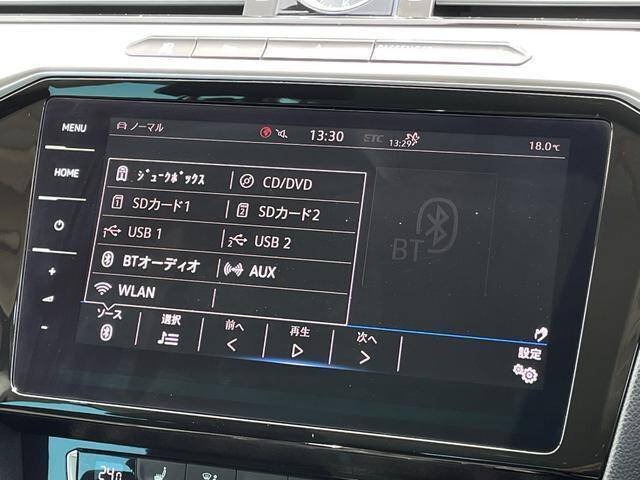 MENU
HOME
ノーマル
13:30
ETC
13:29
18.0℃
ｼﾞｭｰｸﾎﾞｯｸｽ
CD/DVD
SDカード1
SDカード2
USB 1
USB 2
BTオーディオ
AUX
WLAN
BT
ソース
選択
前へ
再生
次へ
設定
24.0